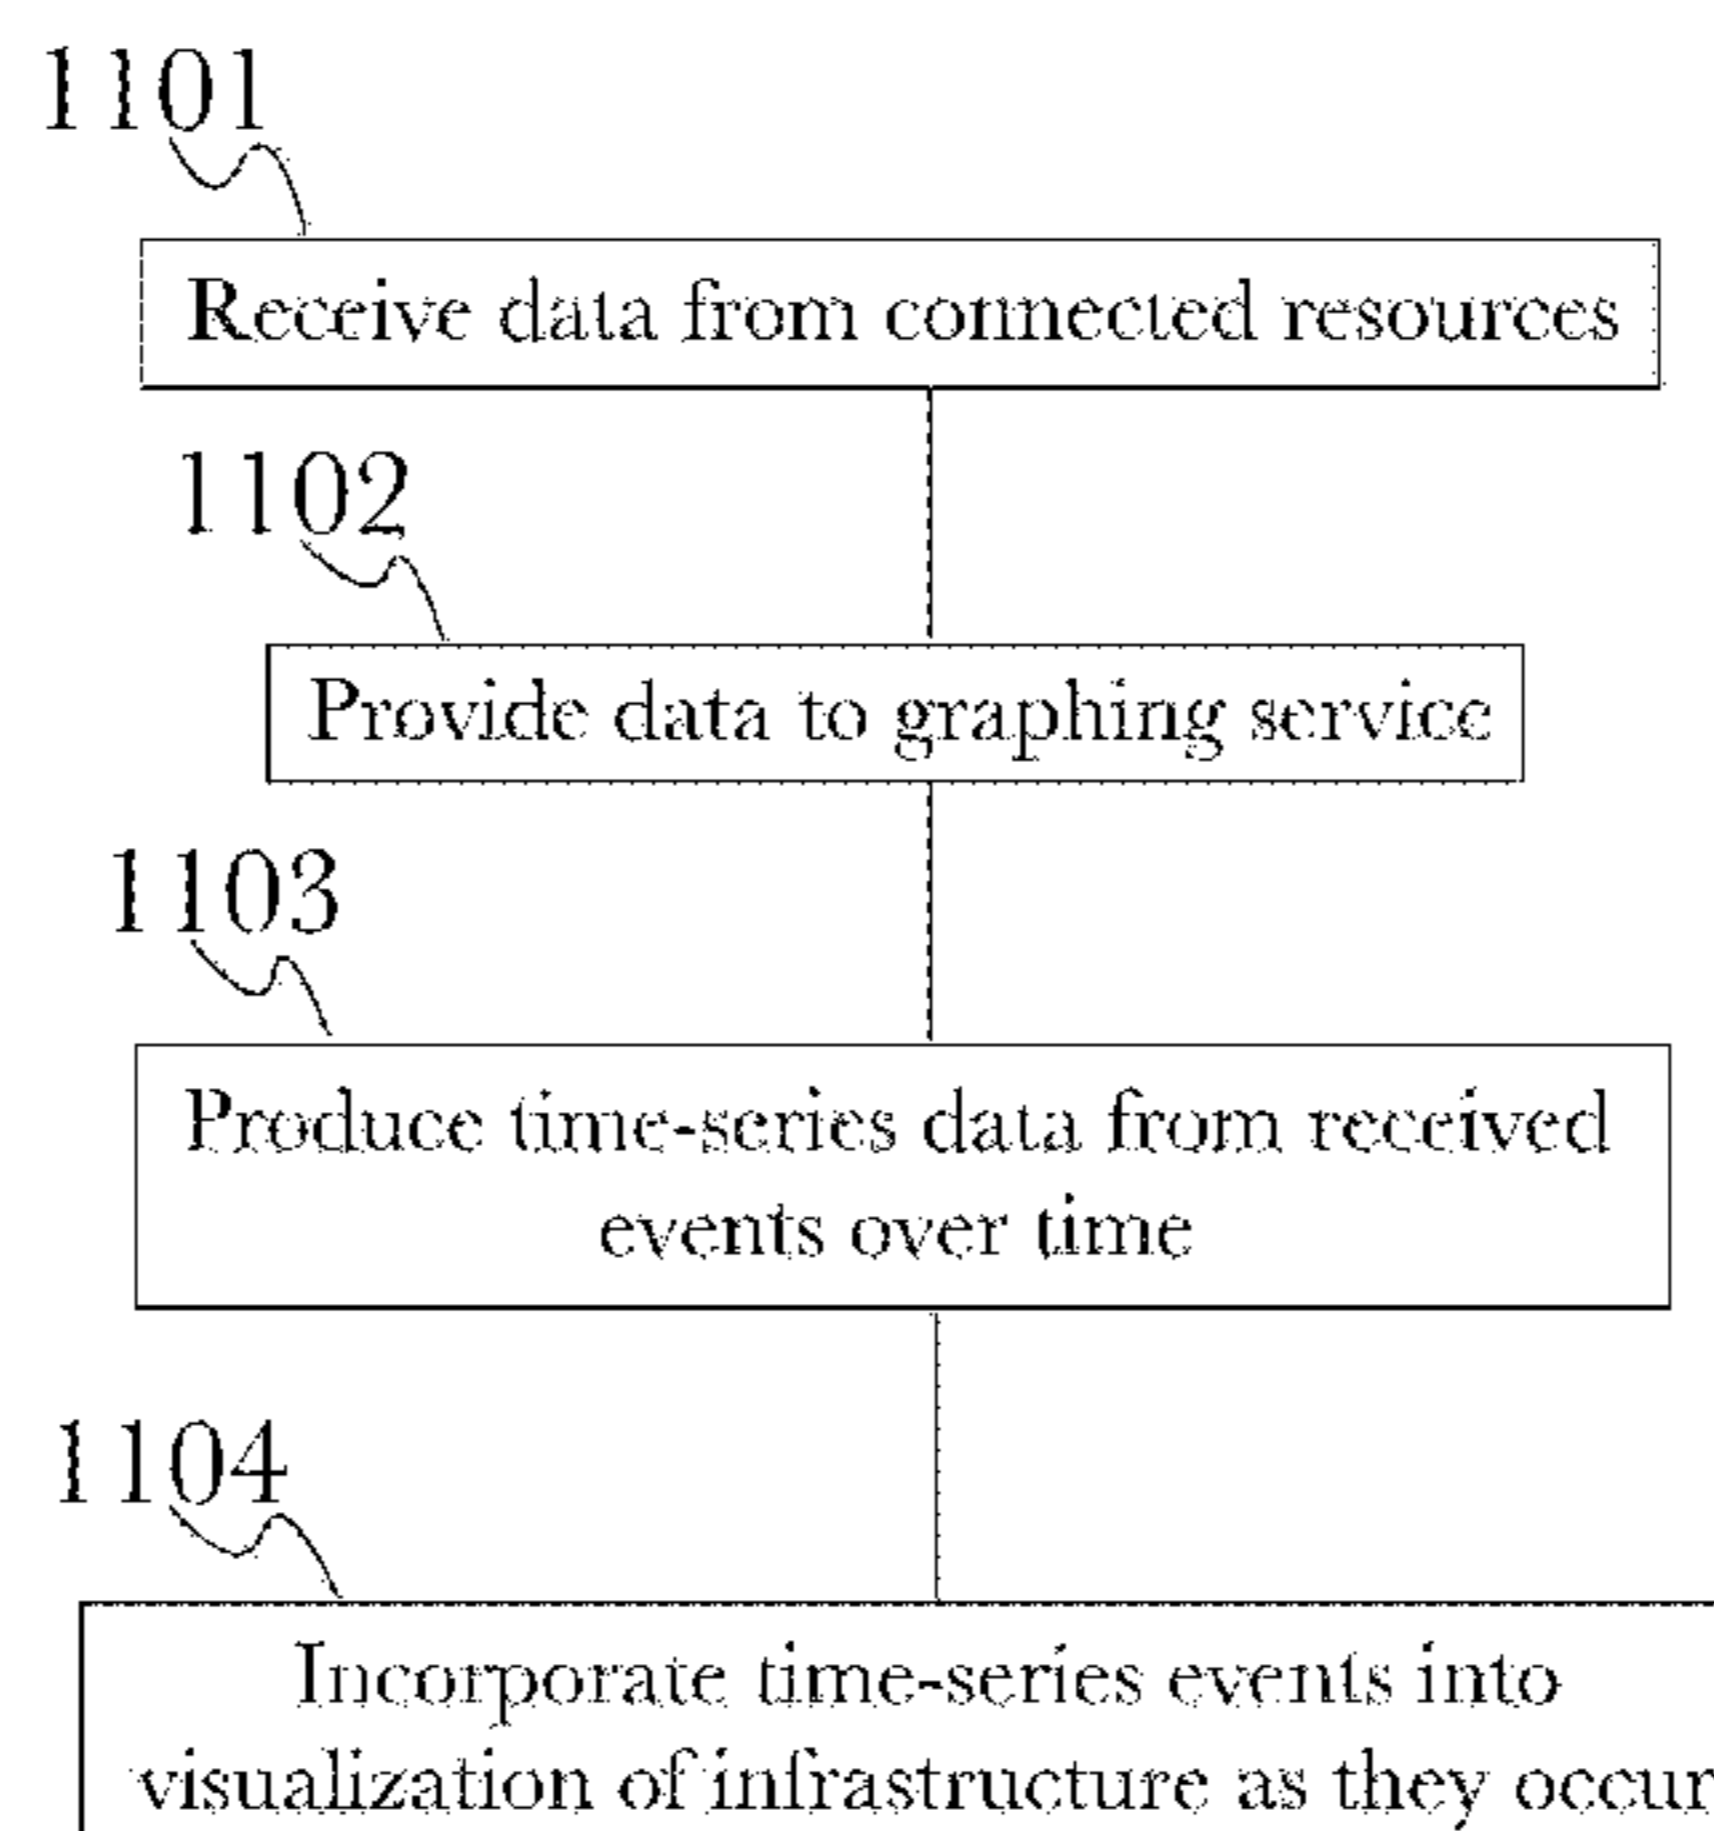 1101
Receive data from connected resources
1102
Provide data to graphing service
1103
Produce time-series data from received
events over time
1104
Incorporate time-series events into
visualization of infrastructure as they occur